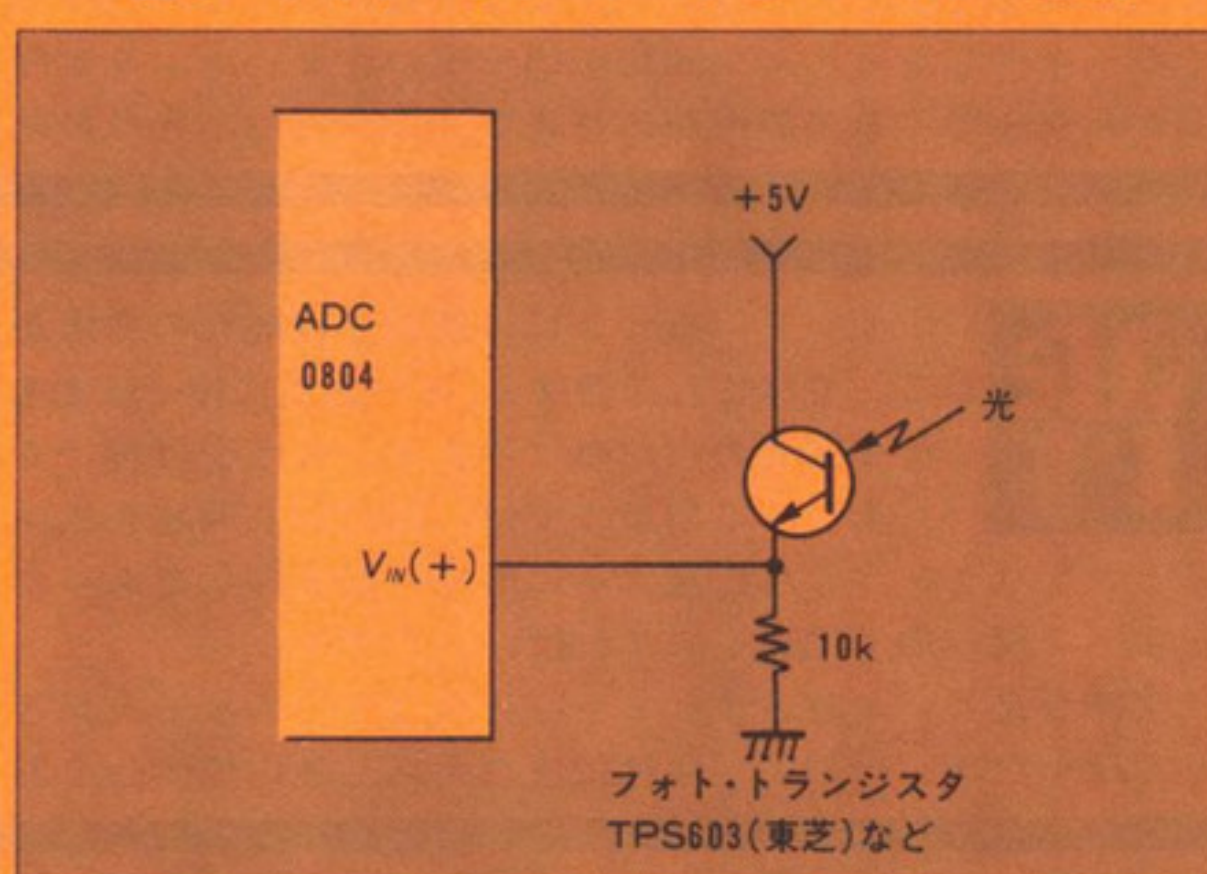 +5V
ADC
0804
光
V_IN(+)
10k
フォト・トランジスタ
TPS603(東芝)など